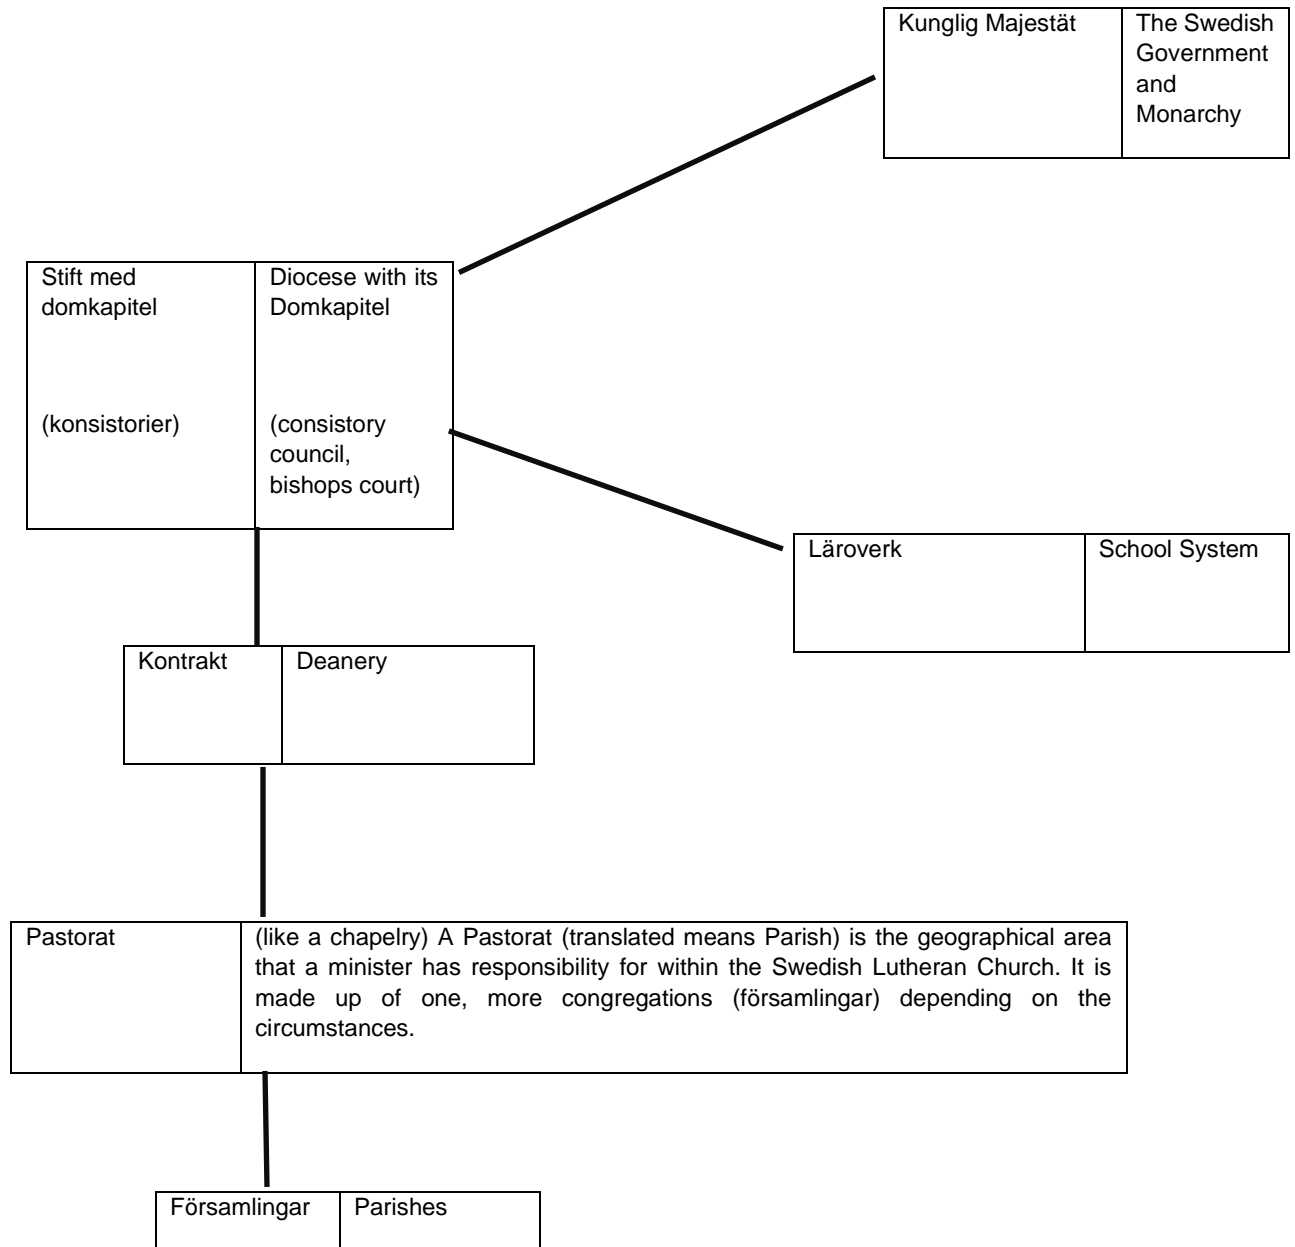 Kunglig Majestät
The Swedish
Government
and
Monarchy
Stift med
domkapitel
(konsistorier)
Diocese with its
Domkapitel
(consistory
council,
bishops court)
Läroverk
School System
Kontrakt
Deanery
Pastorat
(like a chapelry) A Pastorat (translated means Parish) is the geographical area
that a minister has responsibility for within the Swedish Lutheran Church. It is
made up of one, more congregations (församlingar) depending on the
circumstances.
Församlingar
Parishes